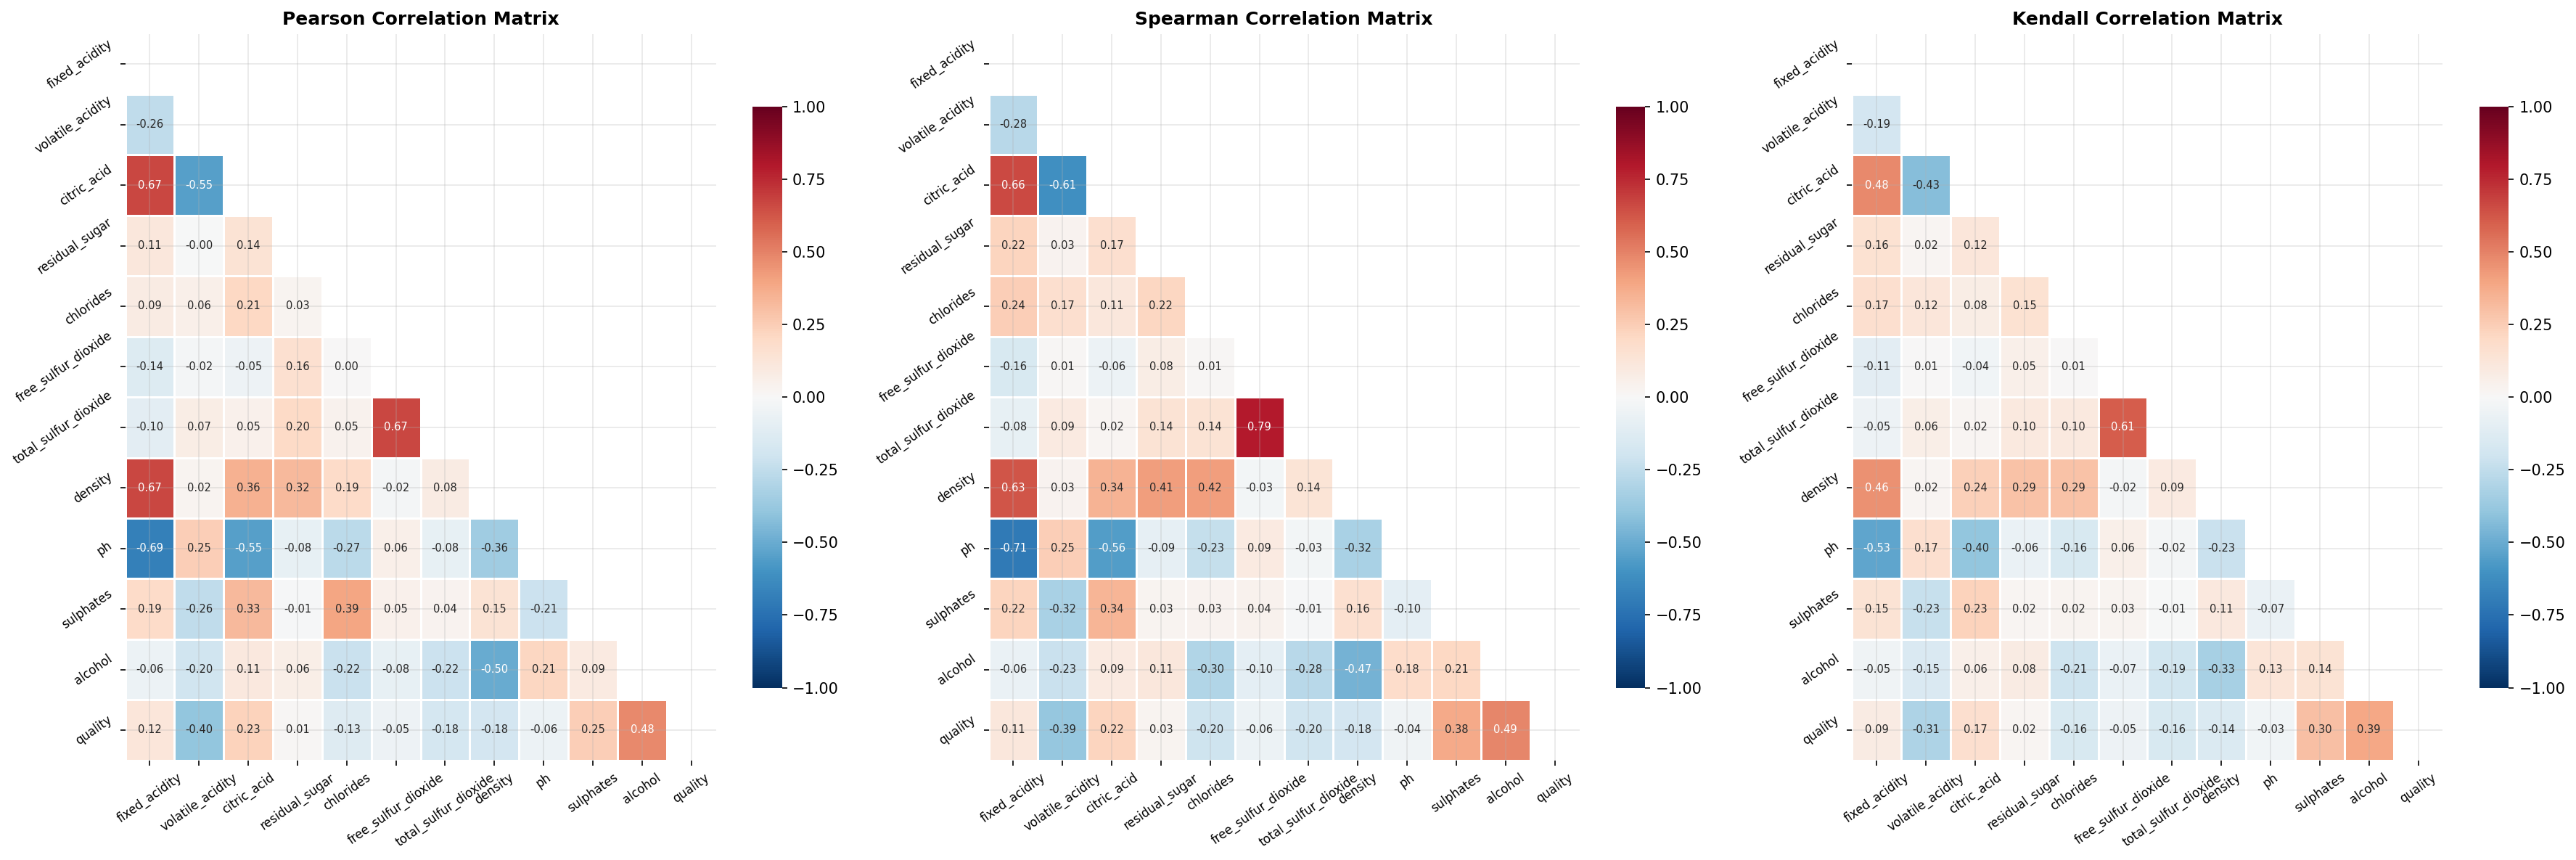 Pearson Correlation Matrix
fixed_acidity
volatile_acidity -0.26
citric_acid 0.67 -0.55
residual_sugar 0.11 -0.00 0.14
chlorides 0.09 0.06 0.21 0.03
free_sulfur_dioxide -0.14 -0.02 -0.05 0.16 0.00
total_sulfur_dioxide -0.10 0.07 0.05 0.20 0.05 0.67
density 0.67 0.02 0.36 0.32 0.19 -0.02 0.08
ph -0.69 0.25 -0.55 -0.08 -0.27 0.06 -0.08 -0.36
sulphates 0.19 -0.26 0.33 -0.01 0.39 0.05 0.04 0.15 -0.21
alcohol -0.06 -0.20 0.11 0.06 -0.22 -0.08 -0.22 -0.50 0.21 0.09
quality 0.12 -0.40 0.23 0.01 -0.13 -0.05 -0.18 -0.18 -0.06 0.25 0.48
fixed_acidity volatile_acidity citric_acid residual_sugar chlorides free_sulfur_dioxide total_sulfur_dioxide density ph sulphates alcohol quality
1.00
0.75
0.50
0.25
0.00
−0.25
−0.50
−0.75
−1.00
Spearman Correlation Matrix
fixed_acidity
volatile_acidity -0.28
citric_acid 0.66 -0.61
residual_sugar 0.22 0.03 0.17
chlorides 0.24 0.17 0.11 0.22
free_sulfur_dioxide -0.16 0.01 -0.06 0.08 0.01
total_sulfur_dioxide -0.08 0.09 0.02 0.14 0.14 0.79
density 0.63 0.03 0.34 0.41 0.42 -0.03 0.14
ph -0.71 0.25 -0.56 -0.09 -0.23 0.09 -0.03 -0.32
sulphates 0.22 -0.32 0.34 0.03 0.03 0.04 -0.01 0.16 -0.10
alcohol -0.06 -0.23 0.09 0.11 -0.30 -0.10 -0.28 -0.47 0.18 0.21
quality 0.11 -0.39 0.22 0.03 -0.20 -0.06 -0.20 -0.18 -0.04 0.38 0.49
fixed_acidity volatile_acidity citric_acid residual_sugar chlorides free_sulfur_dioxide total_sulfur_dioxide density ph sulphates alcohol quality
1.00
0.75
0.50
0.25
0.00
−0.25
−0.50
−0.75
−1.00
Kendall Correlation Matrix
fixed_acidity
volatile_acidity -0.19
citric_acid 0.48 -0.43
residual_sugar 0.16 0.02 0.12
chlorides 0.17 0.12 0.08 0.15
free_sulfur_dioxide -0.11 0.01 -0.04 0.05 0.01
total_sulfur_dioxide -0.05 0.06 0.02 0.10 0.10 0.61
density 0.46 0.02 0.24 0.29 0.29 -0.02 0.09
ph -0.53 0.17 -0.40 -0.06 -0.16 0.06 -0.02 -0.23
sulphates 0.15 -0.23 0.23 0.02 0.02 0.03 -0.01 0.11 -0.07
alcohol -0.05 -0.15 0.06 0.08 -0.21 -0.07 -0.19 -0.33 0.13 0.14
quality 0.09 -0.31 0.17 0.02 -0.16 -0.05 -0.16 -0.14 -0.03 0.30 0.39
fixed_acidity volatile_acidity citric_acid residual_sugar chlorides free_sulfur_dioxide total_sulfur_dioxide density ph sulphates alcohol quality
1.00
0.75
0.50
0.25
0.00
−0.25
−0.50
−0.75
−1.00